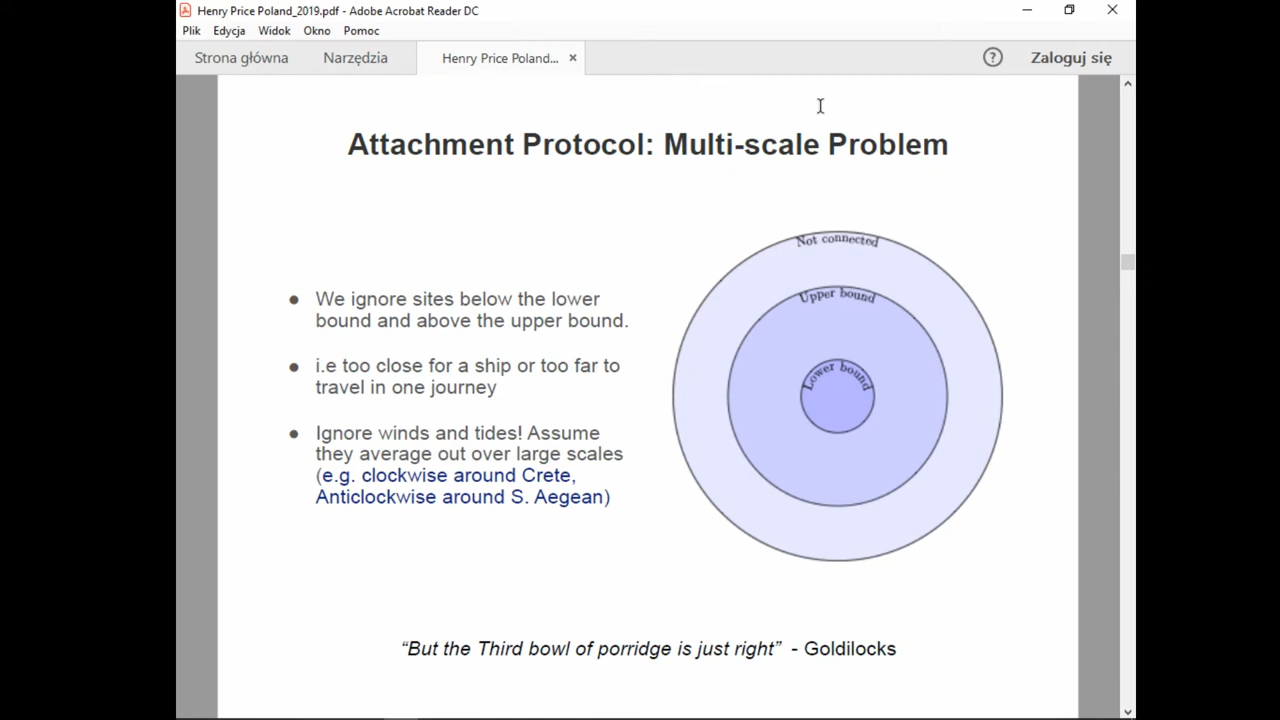 Henry Price Poland_2019.pdf - Adobe Acrobat Reader DC
Plik Edycja Widok Okno Pomoc
Strona główna Narzędzia Henry Price Poland... × ? Zaloguj się
Attachment Protocol: Multi-scale Problem
Not connected
Upper bound
Lower bound
● We ignore sites below the lower
bound and above the upper bound.
● i.e too close for a ship or too far to
travel in one journey
● Ignore winds and tides! Assume
they average out over large scales
(e.g. clockwise around Crete,
Anticlockwise around S. Aegean)
“But the Third bowl of porridge is just right” - Goldilocks